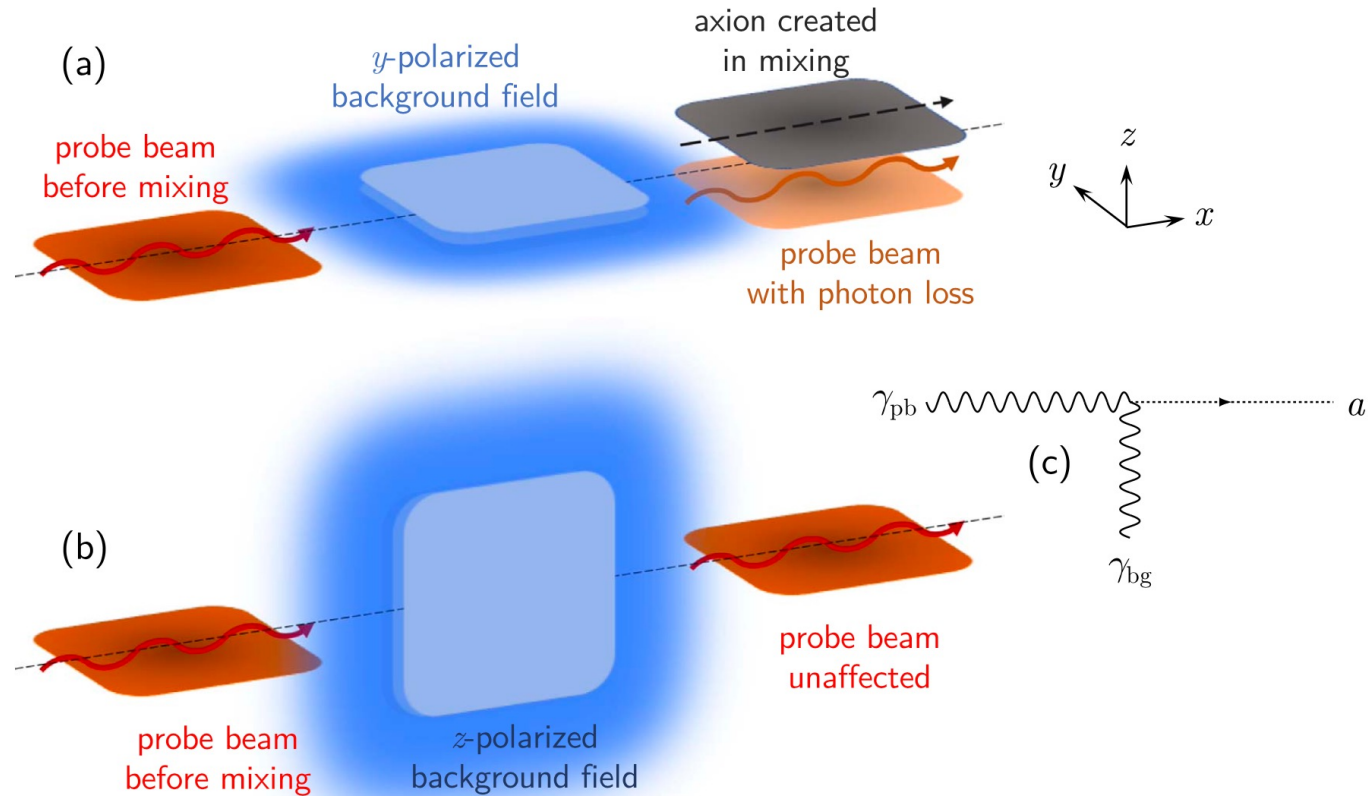 (a)
y-polarized
background field
axion created
in mixing
probe beam
before mixing
probe beam
with photon loss
y
z
x
(b)
probe beam
before mixing
z-polarized
background field
probe beam
unaffected
γpb
a
(c)
γbg